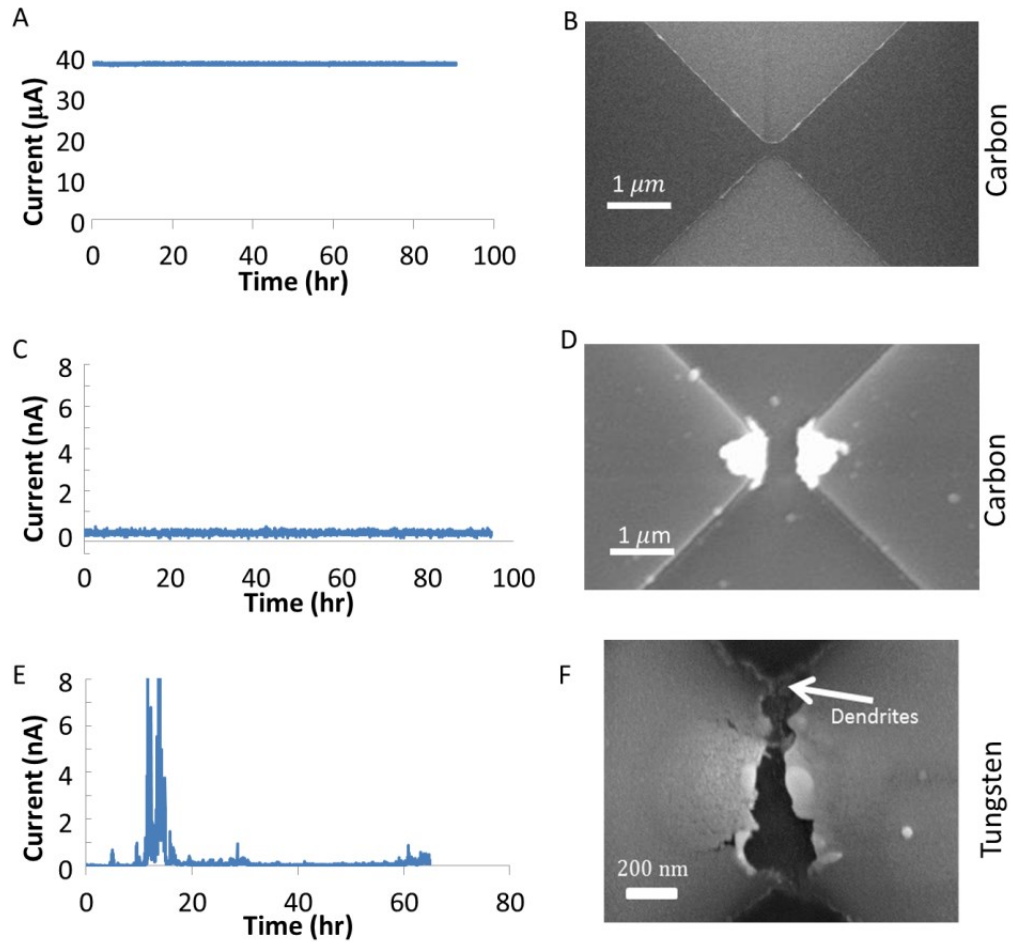 A
Current (μA)
40
30
20
10
0
0 20 40 60 80 100
Time (hr)
B
1 μm
Carbon
C
Current (nA)
8
6
4
2
0
0 20 40 60 80 100
Time (hr)
D
1 μm
Carbon
E
Current (nA)
8
6
4
2
0
0 20 40 60 80
Time (hr)
F
Dendrites
200 nm
Tungsten